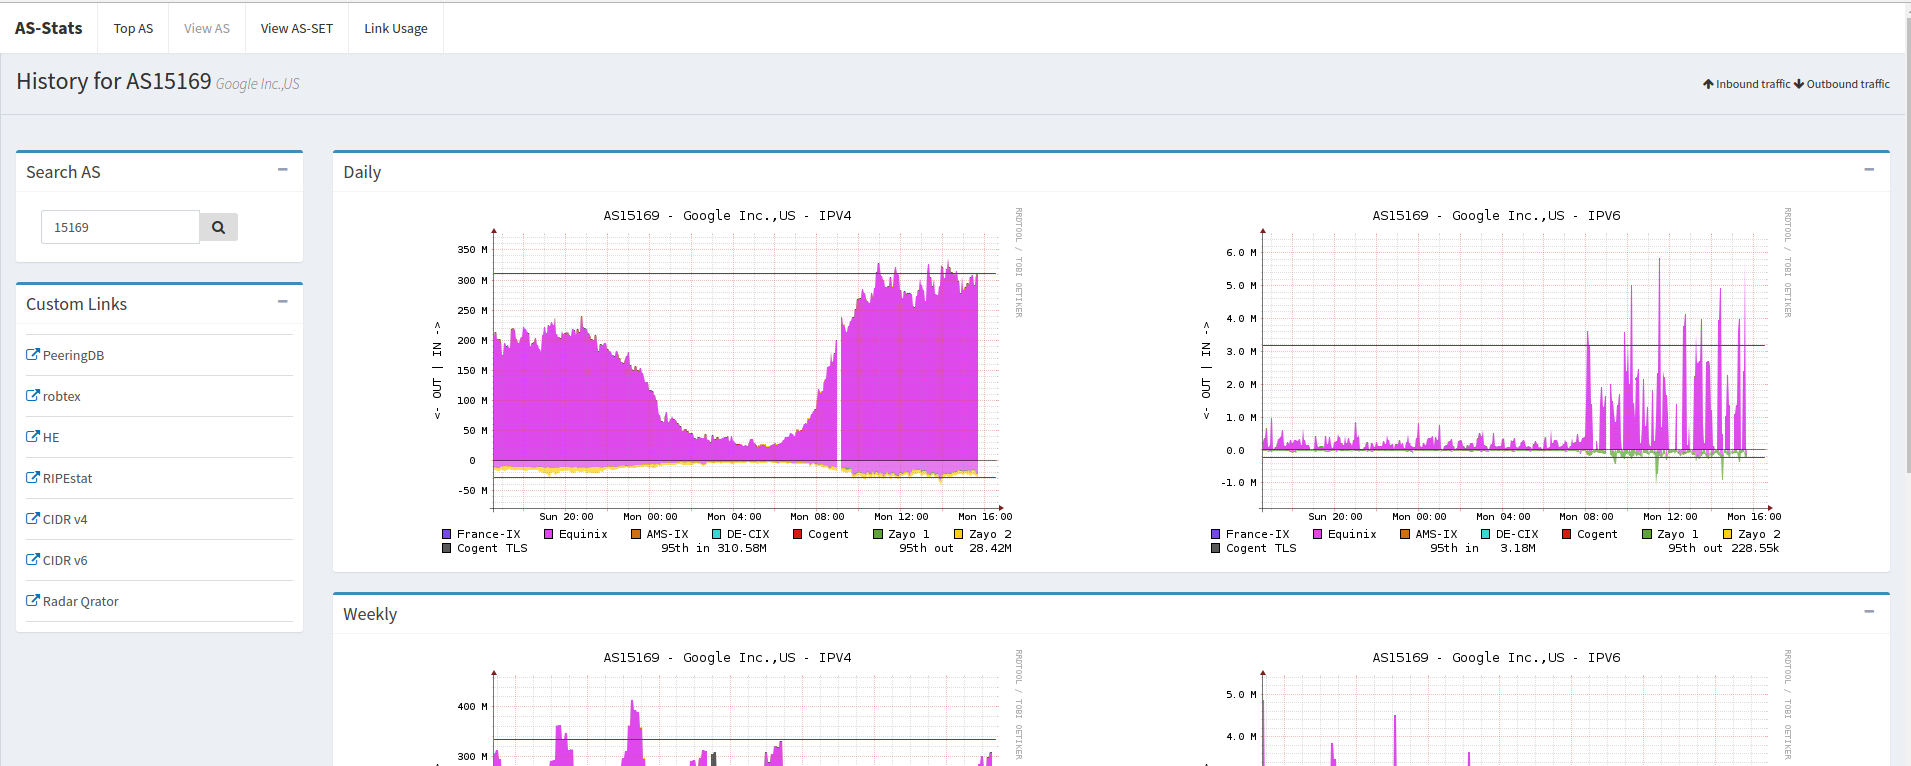 AS-Stats Top AS View AS View AS-SET Link Usage
History for AS15169 Google Inc.,US
Inbound traffic Outbound traffic
Search AS
15169
Custom Links
PeeringDB
robtex
HE
RIPEstat
CIDR v4
CIDR v6
Radar Qrator
Daily
AS15169 - Google Inc.,US - IPV4
RRDTOOL / TOBI OETIKER
<- OUT | IN ->
350 M
300 M
250 M
200 M
150 M
100 M
50 M
0
-50 M
Sun 20:00 Mon 00:00 Mon 04:00 Mon 08:00 Mon 12:00 Mon 16:00
France-IX Equinix AMS-IX DE-CIX Cogent Zayo 1 Zayo 2
Cogent TLS 95th in 310.58M 95th out 28.42M
AS15169 - Google Inc.,US - IPV6
RRDTOOL / TOBI OETIKER
<- OUT | IN ->
6.0 M
5.0 M
4.0 M
3.0 M
2.0 M
1.0 M
0.0
-1.0 M
Sun 20:00 Mon 00:00 Mon 04:00 Mon 08:00 Mon 12:00 Mon 16:00
France-IX Equinix AMS-IX DE-CIX Cogent Zayo 1 Zayo 2
Cogent TLS 95th in 3.18M 95th out 228.55k
Weekly
AS15169 - Google Inc.,US - IPV4
RRDTOOL / TOBI OETIKER
400 M
300 M
AS15169 - Google Inc.,US - IPV6
RRDTOOL / TOBI OETIKER
5.0 M
4.0 M